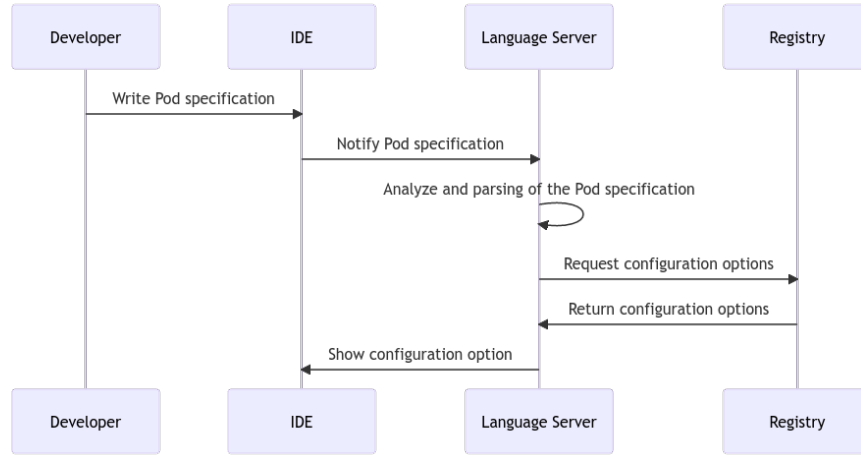 Developer
IDE
Language Server
Registry
Write Pod specification
Notify Pod specification
Analyze and parsing of the Pod specification
Request configuration options
Return configuration options
Show configuration option
Developer
IDE
Language Server
Registry